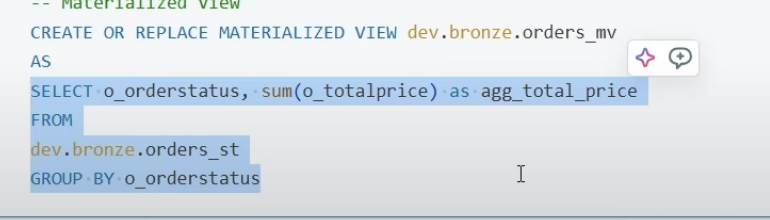 -- Materialized View
CREATE OR REPLACE MATERIALIZED VIEW dev.bronze.orders_mv
AS
SELECT o_orderstatus, sum(o_totalprice) as agg_total_price
FROM
dev.bronze.orders_st
GROUP BY o_orderstatus